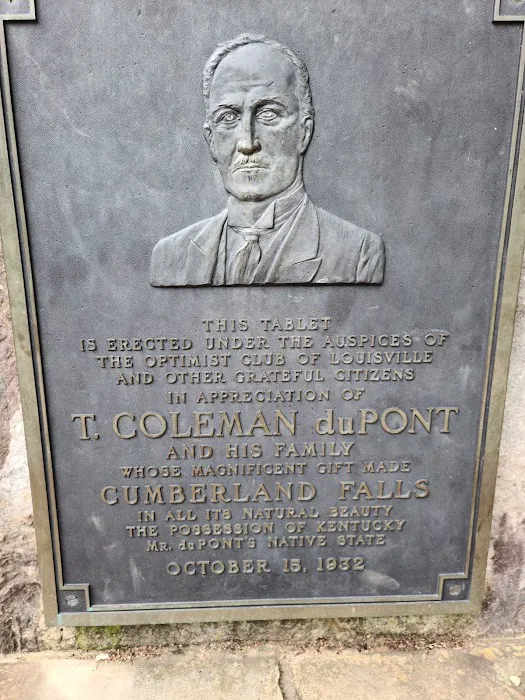 THIS TABLET
IS ERECTED UNDER THE AUSPICES OF
THE OPTIMIST CLUB OF LOUISVILLE
AND OTHER GRATEFUL CITIZENS
IN APPRECIATION OF
T. COLEMAN duPONT
AND HIS FAMILY
WHOSE MAGNIFICENT GIFT MADE
CUMBERLAND FALLS
IN ALL ITS NATURAL BEAUTY
THE POSSESSION OF KENTUCKY
MR. duPONT'S NATIVE STATE
OCTOBER 15, 1932